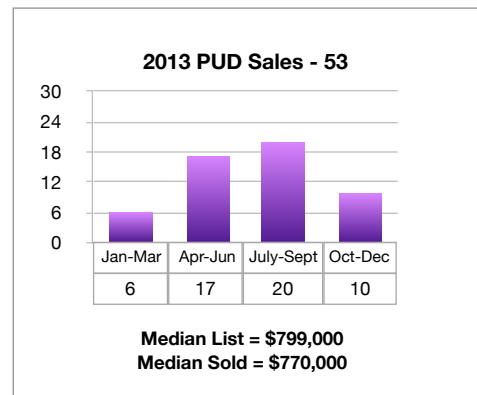 2013 PUD Sales - 53
30
24
18
12
6
0
Jan-Mar Apr-Jun July-Sept Oct-Dec
6 17 20 10
Median List = $799,000
Median Sold = $770,000